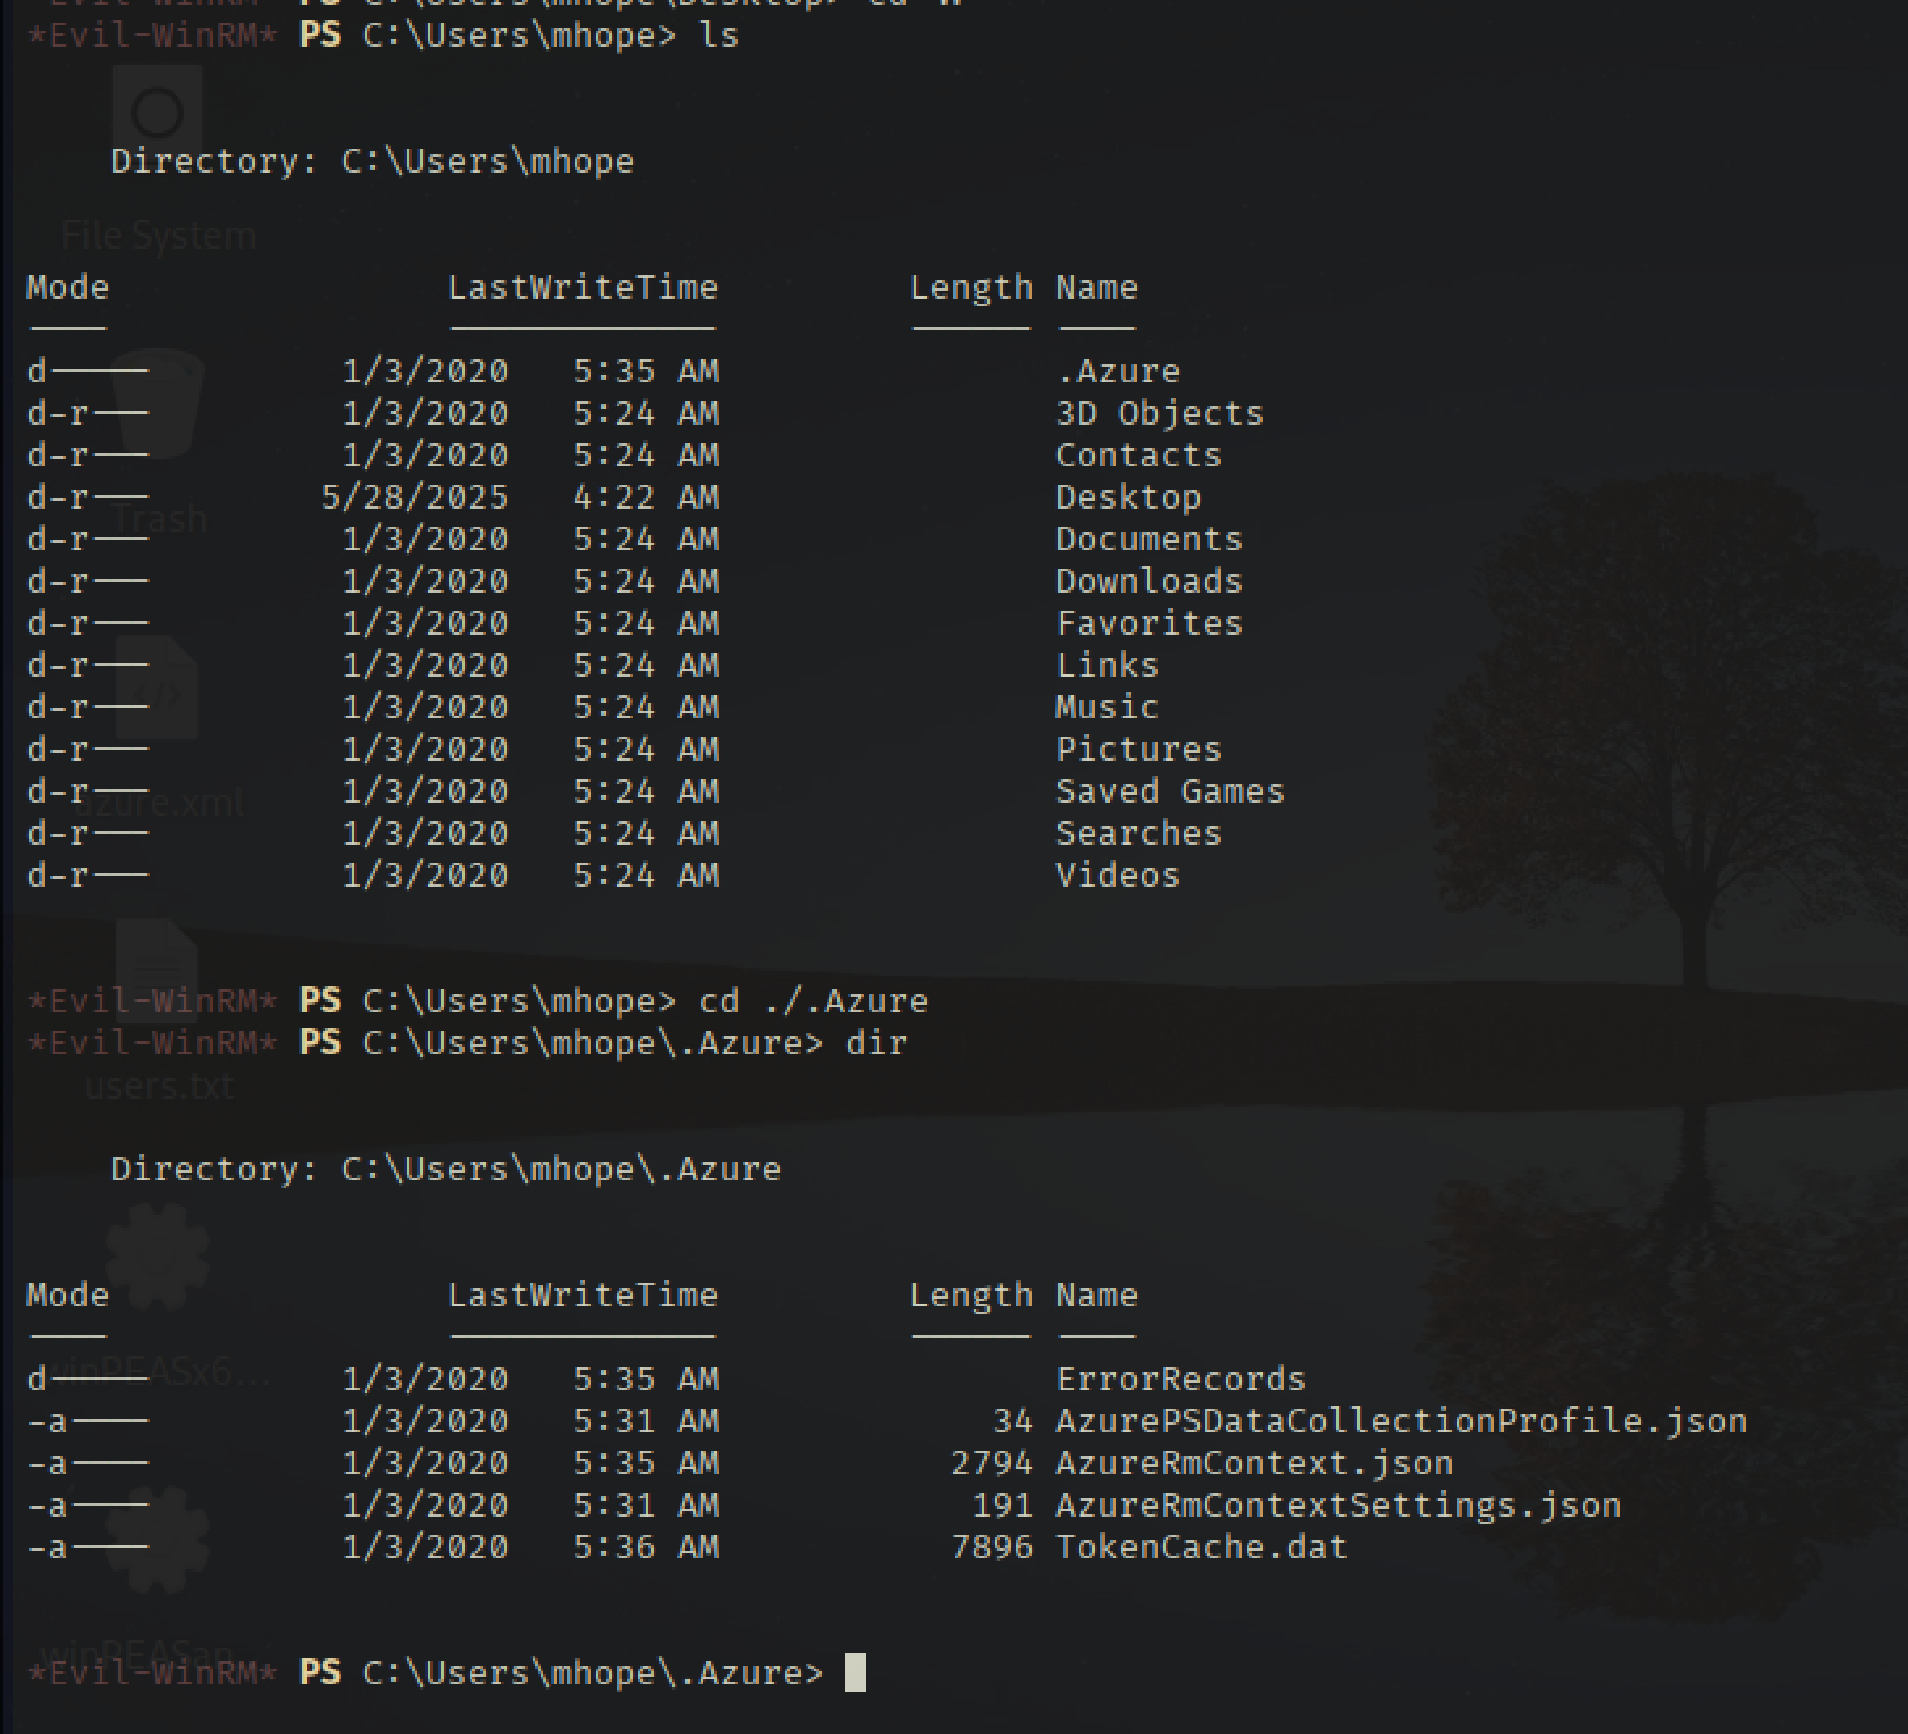 *Evil-WinRM* PS C:\Users\mhope> ls
Directory: C:\Users\mhope
File System
Mode LastWriteTime Length Name
---- ------------- ------ ----
d----- 1/3/2020 5:35 AM .Azure
d-r--- 1/3/2020 5:24 AM 3D Objects
d-r--- 1/3/2020 5:24 AM Contacts
d-r--- 5/28/2025 4:22 AM Desktop
Trash
d-r--- 1/3/2020 5:24 AM Documents
d-r--- 1/3/2020 5:24 AM Downloads
d-r--- 1/3/2020 5:24 AM Favorites
d-r--- 1/3/2020 5:24 AM Links
d-r--- 1/3/2020 5:24 AM Music
d-r--- 1/3/2020 5:24 AM Pictures
d-r--- 1/3/2020 5:24 AM Saved Games
azure.xml
d-r--- 1/3/2020 5:24 AM Searches
d-r--- 1/3/2020 5:24 AM Videos
*Evil-WinRM* PS C:\Users\mhope> cd ./.Azure
*Evil-WinRM* PS C:\Users\mhope\.Azure> dir
users.txt
Directory: C:\Users\mhope\.Azure
Mode LastWriteTime Length Name
---- ------------- ------ ----
winPEASx6...
d----- 1/3/2020 5:35 AM ErrorRecords
-a---- 1/3/2020 5:31 AM 34 AzurePSDataCollectionProfile.json
-a---- 1/3/2020 5:35 AM 2794 AzureRmContext.json
-a---- 1/3/2020 5:31 AM 191 AzureRmContextSettings.json
-a---- 1/3/2020 5:36 AM 7896 TokenCache.dat
*Evil-WinRM* PS C:\Users\mhope\.Azure>